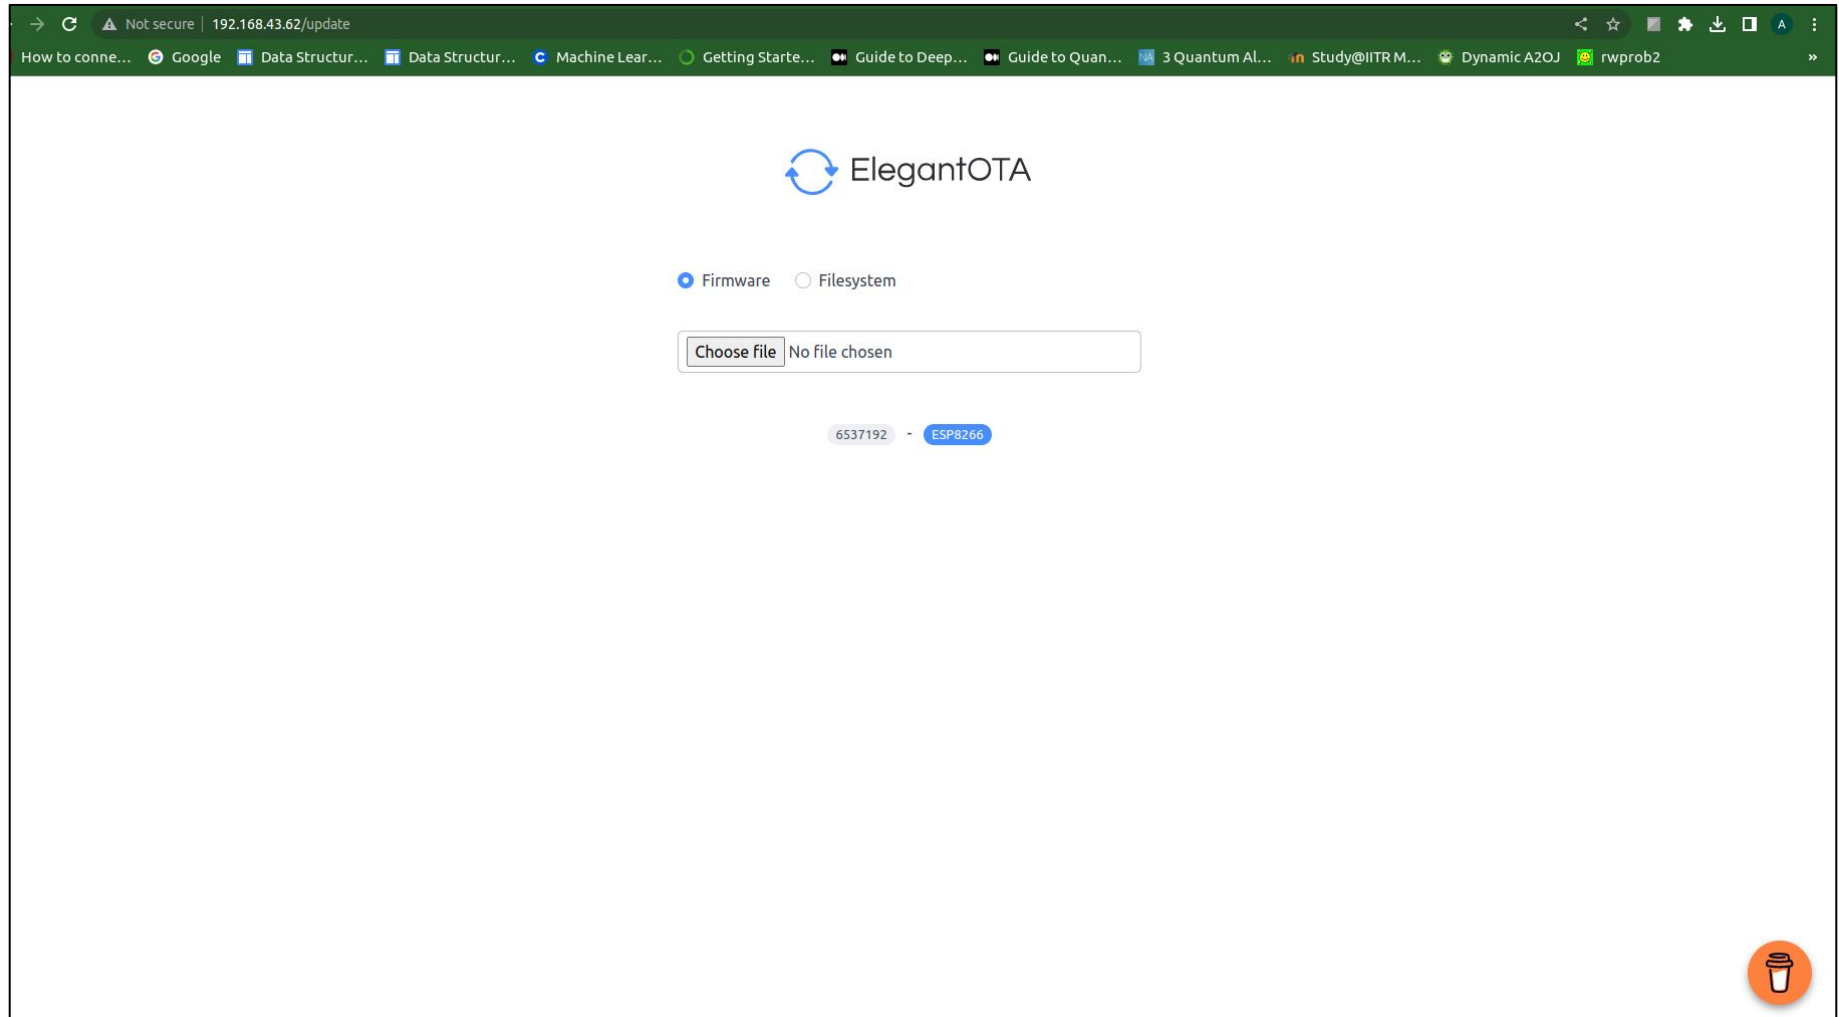 Not secure 192.168.43.62/update A
How to conne... Google Data Structur... Data Structur... Machine Lear... Getting Starte... Guide to Deep... Guide to Quan... 3 Quantum Al... Study@IITR M... Dynamic A2OJ rwprob2 »
ElegantOTA
Firmware Filesystem
Choose file No file chosen
6537192 - ESP8266